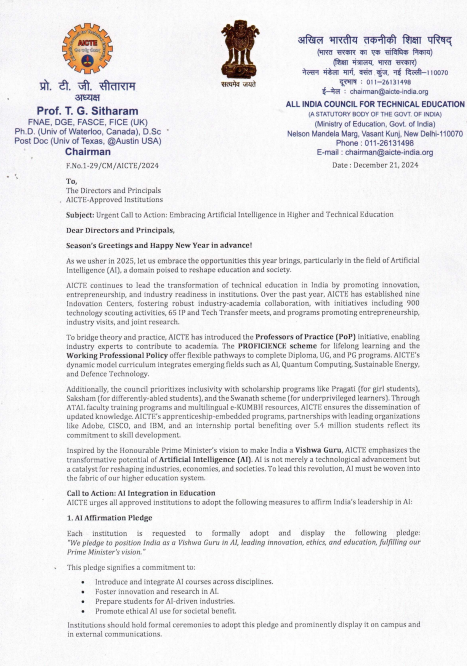 AICTE
प्रो. टी. जी. सीताराम
अध्यक्ष
Prof. T. G. Sitharam
FNAE, DGE, FASCE, FICE (UK)
Ph.D. (Univ of Waterloo, Canada), D.Sc
Post Doc (Univ of Texas, @Austin USA)
Chairman
सत्यमेव जयते
अखिल भारतीय तकनीकी शिक्षा परिषद्
(भारत सरकार का एक सांविधिक निकाय)
(शिक्षा मंत्रालय, भारत सरकार)
नेल्सन मंडेला मार्ग, वसंत कुंज, नई दिल्ली-110070
दूरभाष : 011-26131498
ई-मेल : chairman@aicte-india.org
ALL INDIA COUNCIL FOR TECHNICAL EDUCATION
(A STATUTORY BODY OF THE GOVT. OF INDIA)
(Ministry of Education, Govt. of India)
Nelson Mandela Marg, Vasant Kunj, New Delhi-110070
Phone : 011-26131498
E-mail : chairman@aicte-india.org
F.No.1-29/CM/AICTE/2024
Date : December 21, 2024
To,
The Directors and Principals
AICTE-Approved Institutions
Subject: Urgent Call to Action: Embracing Artificial Intelligence in Higher and Technical Education
Dear Directors and Principals,
Season's Greetings and Happy New Year in advance!
As we usher in 2025, let us embrace the opportunities this year brings, particularly in the field of Artificial
Intelligence (AI), a domain poised to reshape education and society.
AICTE continues to lead the transformation of technical education in India by promoting innovation,
entrepreneurship, and industry readiness in institutions. Over the past year, AICTE has established nine
Indovation Centers, fostering robust industry-academia collaboration, with initiatives including 900
technology scouting activities, 65 IP and Tech Transfer meets, and programs promoting entrepreneurship,
industry visits, and joint research.
To bridge theory and practice, AICTE has introduced the Professors of Practice (PoP) initiative, enabling
industry experts to contribute to academia. The PROFICIENCE scheme for lifelong learning and the
Working Professional Policy offer flexible pathways to complete Diploma, UG, and PG programs. AICTE's
dynamic model curriculum integrates emerging fields such as AI, Quantum Computing, Sustainable Energy,
and Defence Technology.
Additionally, the council prioritizes inclusivity with scholarship programs like Pragati (for girl students),
Saksham (for differently-abled students), and the Swanath scheme (for underprivileged learners). Through
ATAL faculty training programs and multilingual e-KUMBH resources, AICTE ensures the dissemination of
updated knowledge. AICTE's apprenticeship-embedded programs, partnerships with leading organizations
like Adobe, CISCO, and IBM, and an internship portal benefiting over 5.4 million students reflect its
commitment to skill development.
Inspired by the Honourable Prime Minister's vision to make India a Vishwa Guru, AICTE emphasizes the
transformative potential of Artificial Intelligence (AI). AI is not merely a technological advancement but
a catalyst for reshaping industries, economies, and societies. To lead this revolution, AI must be woven into
the fabric of our higher education system.
Call to Action: AI Integration in Education
AICTE urges all approved institutions to adopt the following measures to affirm India's leadership in AI:
1. AI Affirmation Pledge
Each institution is requested to formally adopt and display the following pledge:
"We pledge to position India as a Vishwa Guru in AI, leading innovation, ethics, and education, fulfilling our
Prime Minister's vision."
This pledge signifies a commitment to:
• Introduce and integrate AI courses across disciplines.
• Foster innovation and research in AI.
• Prepare students for AI-driven industries.
• Promote ethical AI use for societal benefit.
Institutions should hold formal ceremonies to adopt this pledge and prominently display it on campus and
in external communications.